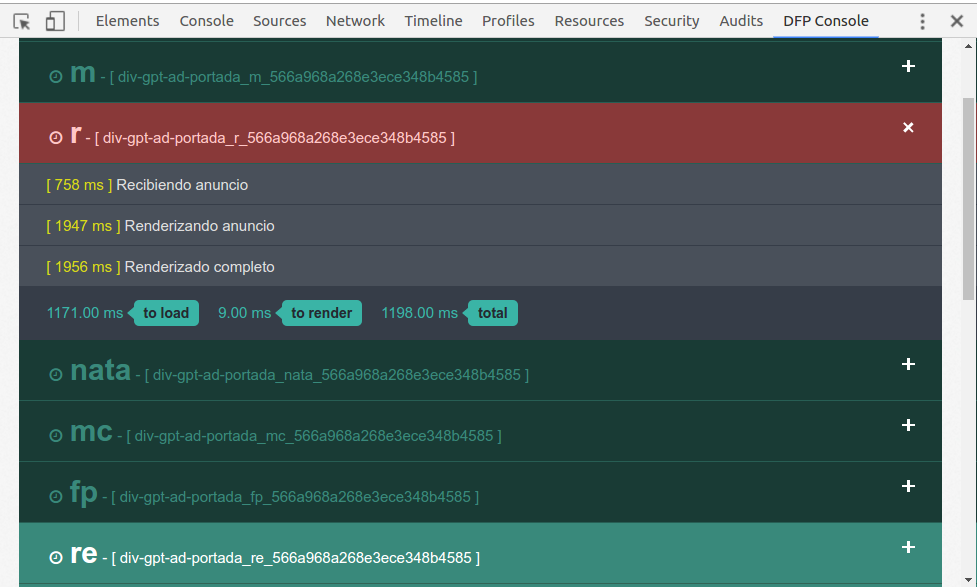 Elements Console Sources Network Timeline Profiles Resources Security Audits DFP Console
m - [ div-gpt-ad-portada_m_566a968a268e3ece348b4585 ]
r - [ div-gpt-ad-portada_r_566a968a268e3ece348b4585 ]
[ 758 ms ] Recibiendo anuncio
[ 1947 ms ] Renderizando anuncio
[ 1956 ms ] Renderizado completo
1171.00 ms to load 9.00 ms to render 1198.00 ms total
nata - [ div-gpt-ad-portada_nata_566a968a268e3ece348b4585 ]
mc - [ div-gpt-ad-portada_mc_566a968a268e3ece348b4585 ]
fp - [ div-gpt-ad-portada_fp_566a968a268e3ece348b4585 ]
re - [ div-gpt-ad-portada_re_566a968a268e3ece348b4585 ]